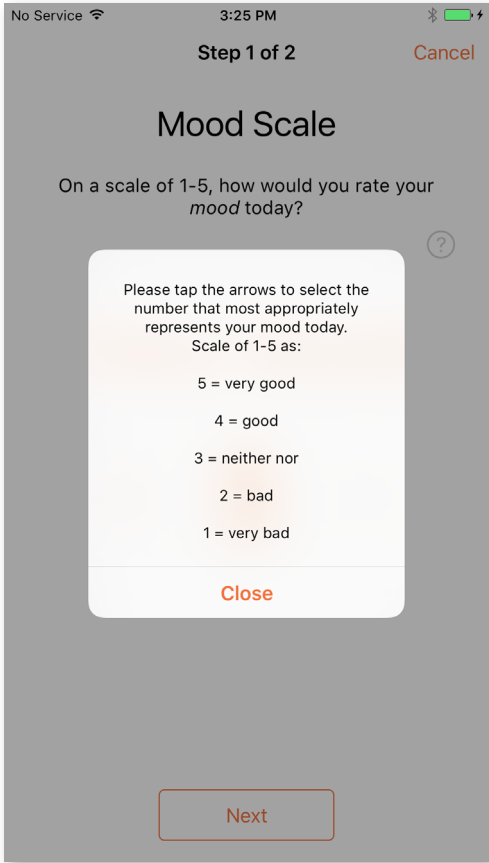 No Service 3:25 PM
Step 1 of 2 Cancel
Mood Scale
On a scale of 1-5, how would you rate your
mood today?
?
Please tap the arrows to select the
number that most appropriately
represents your mood today.
Scale of 1-5 as:
5 = very good
4 = good
3 = neither nor
2 = bad
1 = very bad
Close
Next